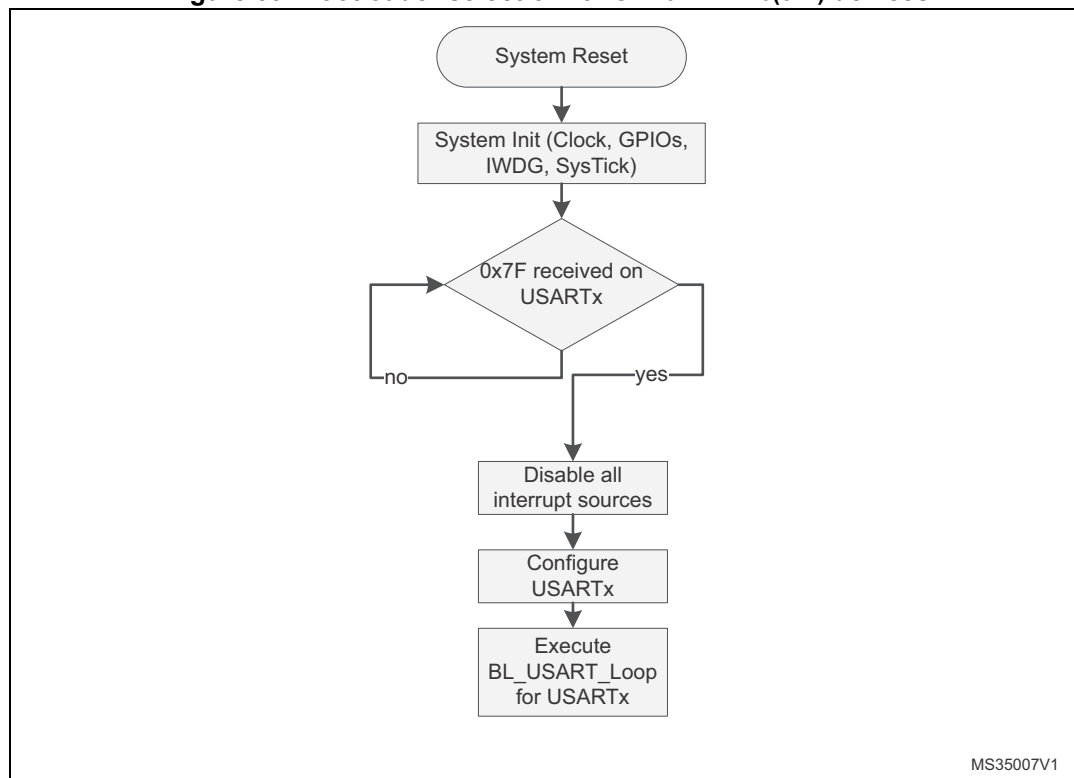 System Reset
System Init (Clock, GPIOs,
IWDG, SysTick)
0x7F received on
USARTx
no
yes
Disable all
interrupt sources
Configure
USARTx
Execute
BL_USART_Loop
for USARTx
MS35007V1